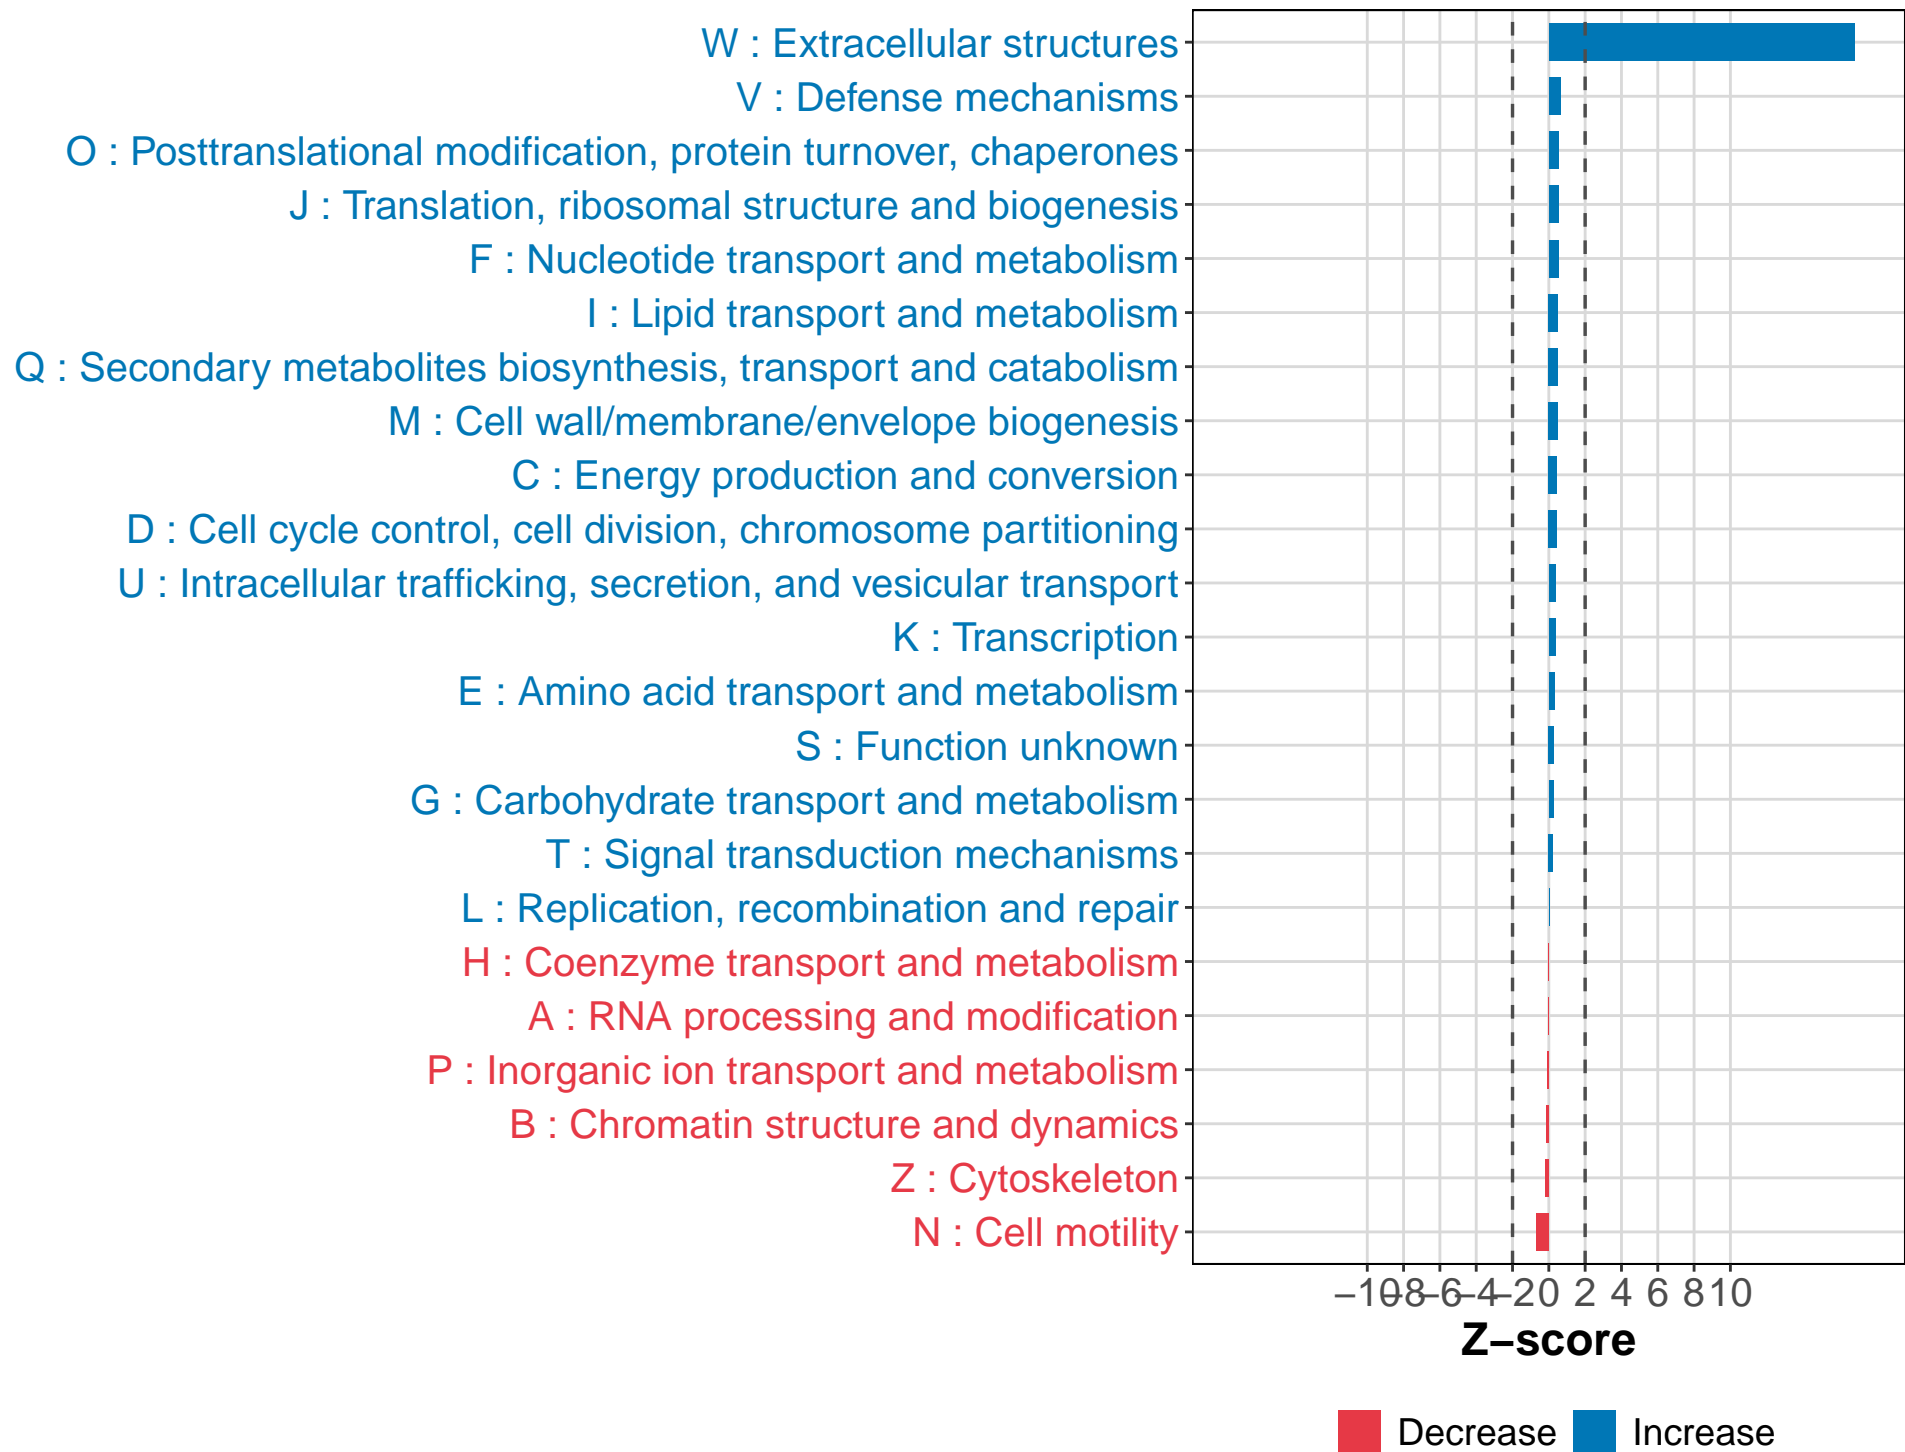 W : Extracellular structures
V : Defense mechanisms
O : Posttranslational modification, protein turnover, chaperones
J : Translation, ribosomal structure and biogenesis
F : Nucleotide transport and metabolism
I : Lipid transport and metabolism
Q : Secondary metabolites biosynthesis, transport and catabolism
M : Cell wall/membrane/envelope biogenesis
C : Energy production and conversion
D : Cell cycle control, cell division, chromosome partitioning
U : Intracellular trafficking, secretion, and vesicular transport
K : Transcription
E : Amino acid transport and metabolism
S : Function unknown
G : Carbohydrate transport and metabolism
T : Signal transduction mechanisms
L : Replication, recombination and repair
H : Coenzyme transport and metabolism
A : RNA processing and modification
P : Inorganic ion transport and metabolism
B : Chromatin structure and dynamics
Z : Cytoskeleton
N : Cell motility
−10 −8 −6 −4 −2 0 2 4 6 8 10
Z−score
Decrease Increase